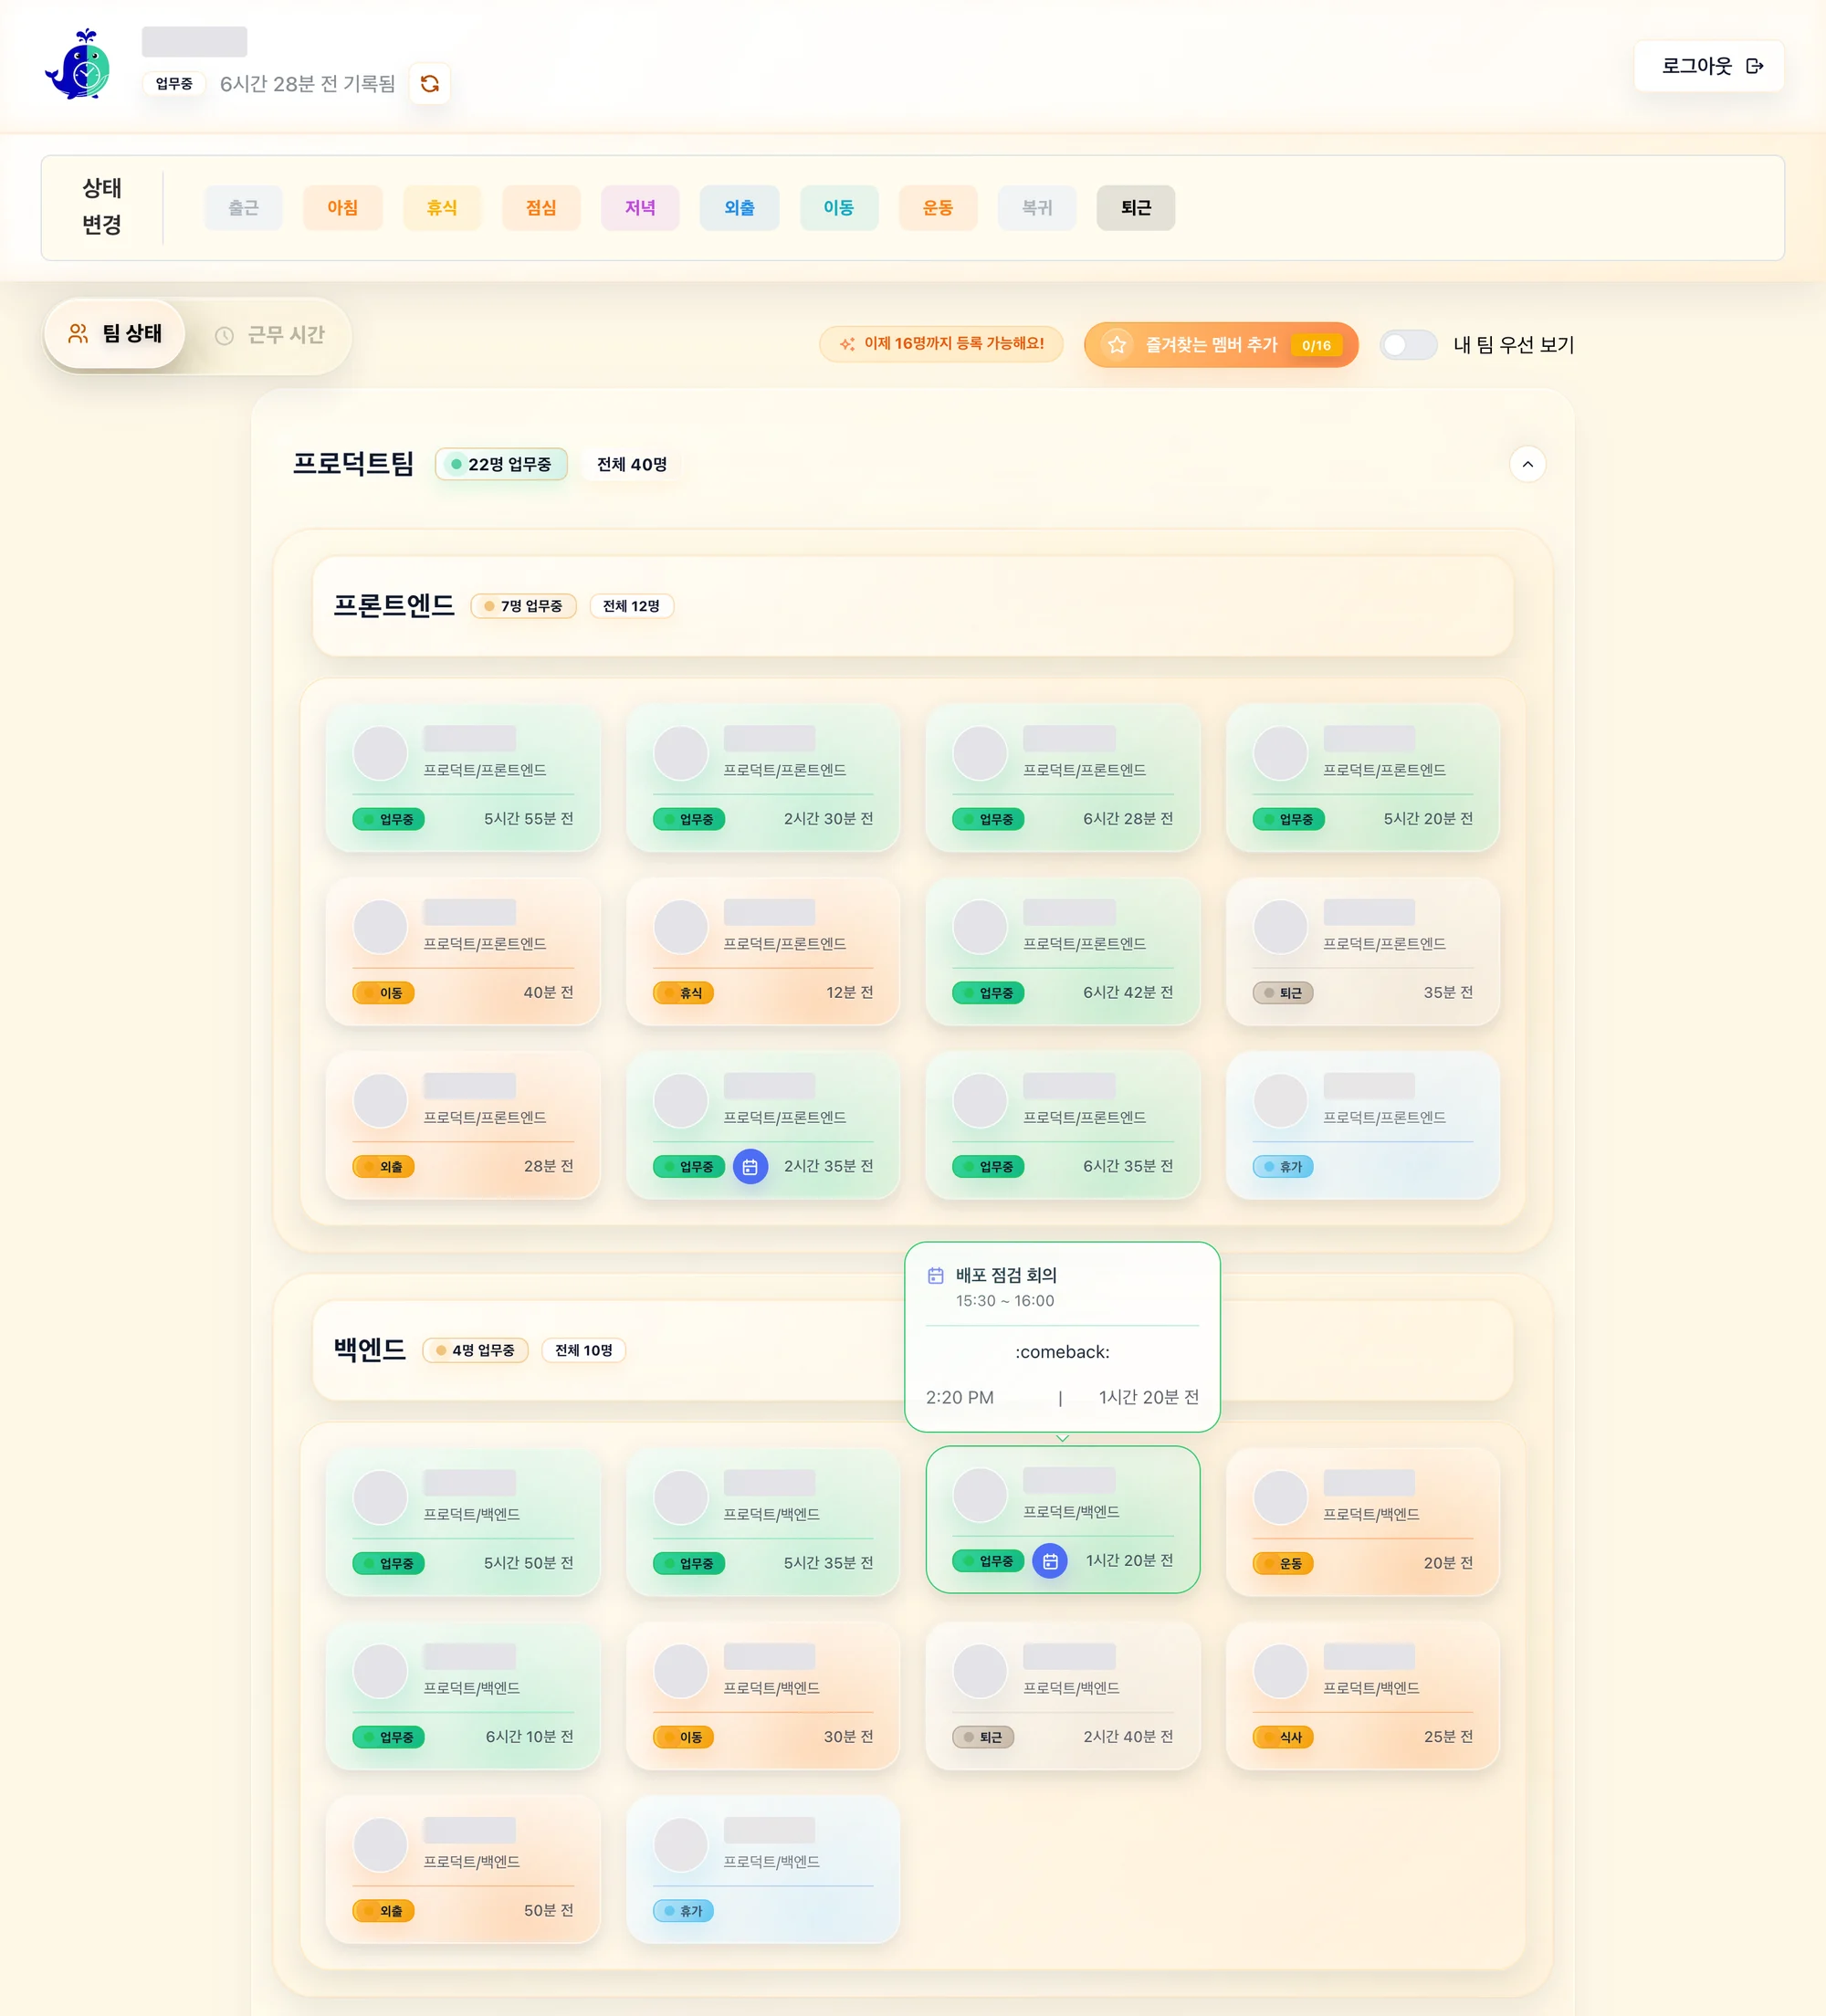 업무중 6시간 28분 전 기록됨
로그아웃
상태
변경
출근 아침 휴식 점심 저녁 외출 이동 운동 복귀 퇴근
팀 상태 근무 시간
이제 16명까지 등록 가능해요! 즐겨찾는 멤버 추가 0/16 내 팀 우선 보기
프로덕트팀 22명 업무중 전체 40명
프론트엔드 7명 업무중 전체 12명
프로덕트/프론트엔드 프로덕트/프론트엔드 프로덕트/프론트엔드 프로덕트/프론트엔드
업무중 5시간 55분 전 업무중 2시간 30분 전 업무중 6시간 28분 전 업무중 5시간 20분 전
프로덕트/프론트엔드 프로덕트/프론트엔드 프로덕트/프론트엔드 프로덕트/프론트엔드
이동 40분 전 휴식 12분 전 업무중 6시간 42분 전 퇴근 35분 전
프로덕트/프론트엔드 프로덕트/프론트엔드 프로덕트/프론트엔드 프로덕트/프론트엔드
외출 28분 전 업무중 2시간 35분 전 업무중 6시간 35분 전 휴가
배포 점검 회의
15:30 ~ 16:00
:comeback:
2:20 PM | 1시간 20분 전
백엔드 4명 업무중 전체 10명
프로덕트/백엔드 프로덕트/백엔드 프로덕트/백엔드 프로덕트/백엔드
업무중 5시간 50분 전 업무중 5시간 35분 전 업무중 1시간 20분 전 운동 20분 전
프로덕트/백엔드 프로덕트/백엔드 프로덕트/백엔드 프로덕트/백엔드
업무중 6시간 10분 전 이동 30분 전 퇴근 2시간 40분 전 식사 25분 전
프로덕트/백엔드 프로덕트/백엔드
외출 50분 전 휴가